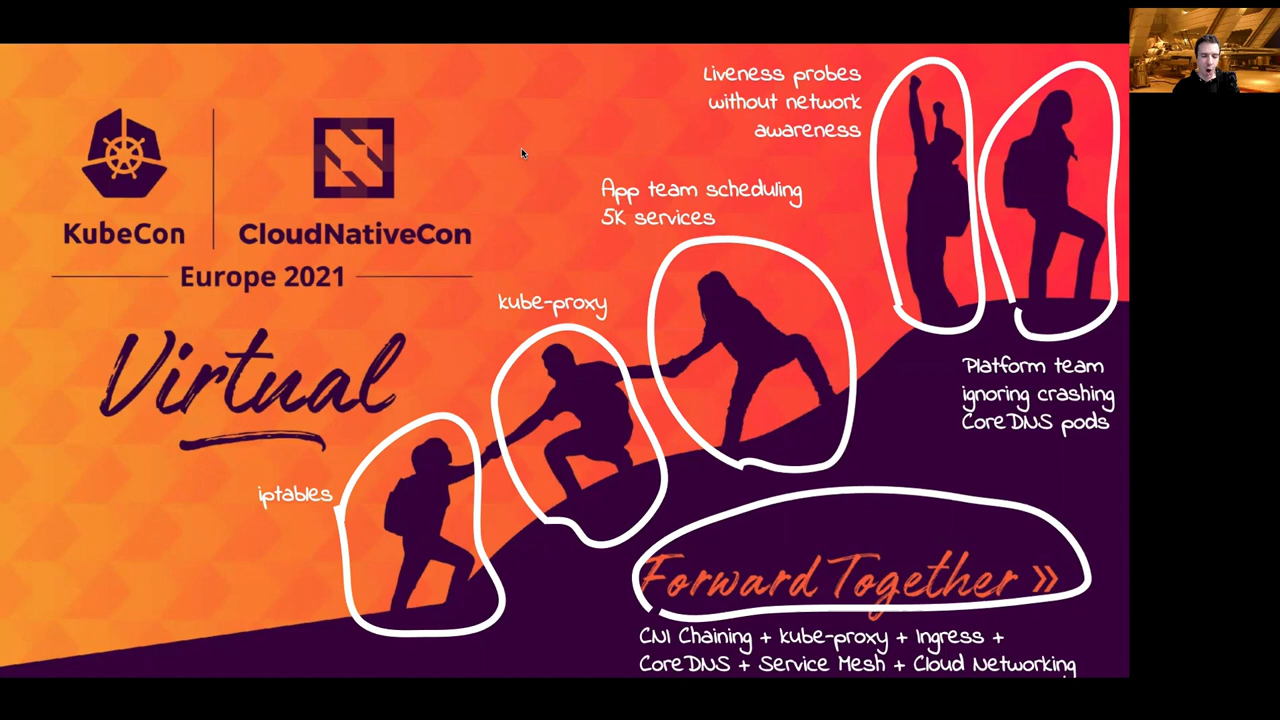 KubeCon
CloudNativeCon
Europe 2021
Virtual
Liveness probes
without network
awareness
App team scheduling
5K services
kube-proxy
iptables
Platform team
ignoring crashing
CoreDNS pods
Forward Together »
CNI Chaining + kube-proxy + Ingress +
CoreDNS + Service Mesh + Cloud Networking